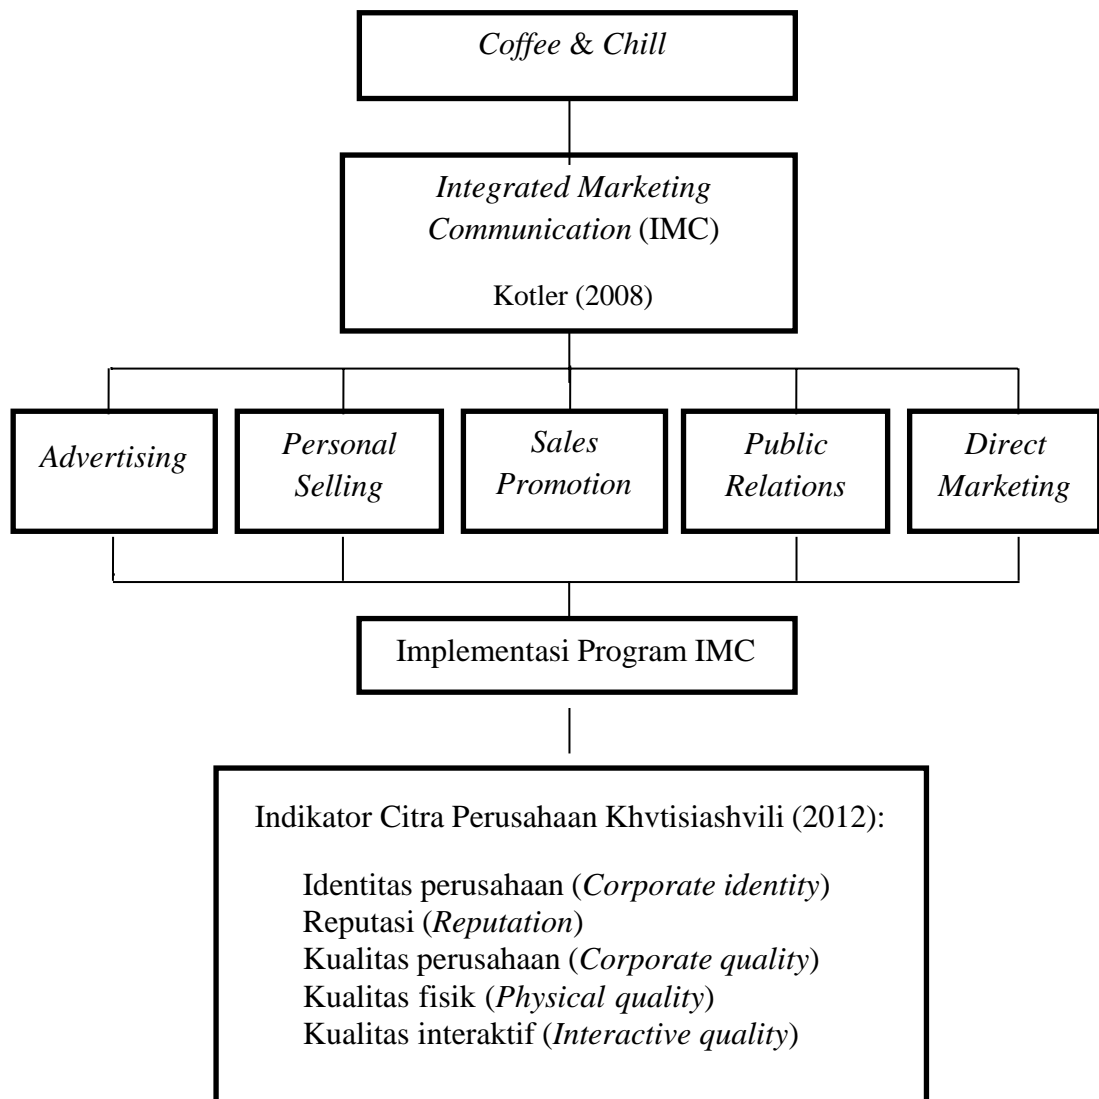 Coffee & Chill
Integrated Marketing
Communication (IMC)
Kotler (2008)
Advertising
Personal
Selling
Sales
Promotion
Public
Relations
Direct
Marketing
Implementasi Program IMC
Indikator Citra Perusahaan Khvtisiashvili (2012):
Identitas perusahaan (Corporate identity)
Reputasi (Reputation)
Kualitas perusahaan (Corporate quality)
Kualitas fisik (Physical quality)
Kualitas interaktif (Interactive quality)